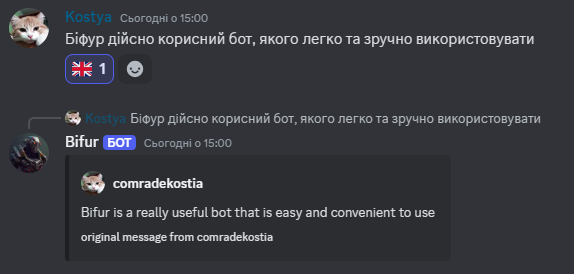 Kostya Сьогодні о 15:00
Біфур дійсно корисний бот, якого легко та зручно використовувати
1
Kostya Біфур дійсно корисний бот, якого легко та зручно використовувати
Bifur БОТ Сьогодні о 15:00
comradekostia
Bifur is a really useful bot that is easy and convenient to use
original message from comradekostia